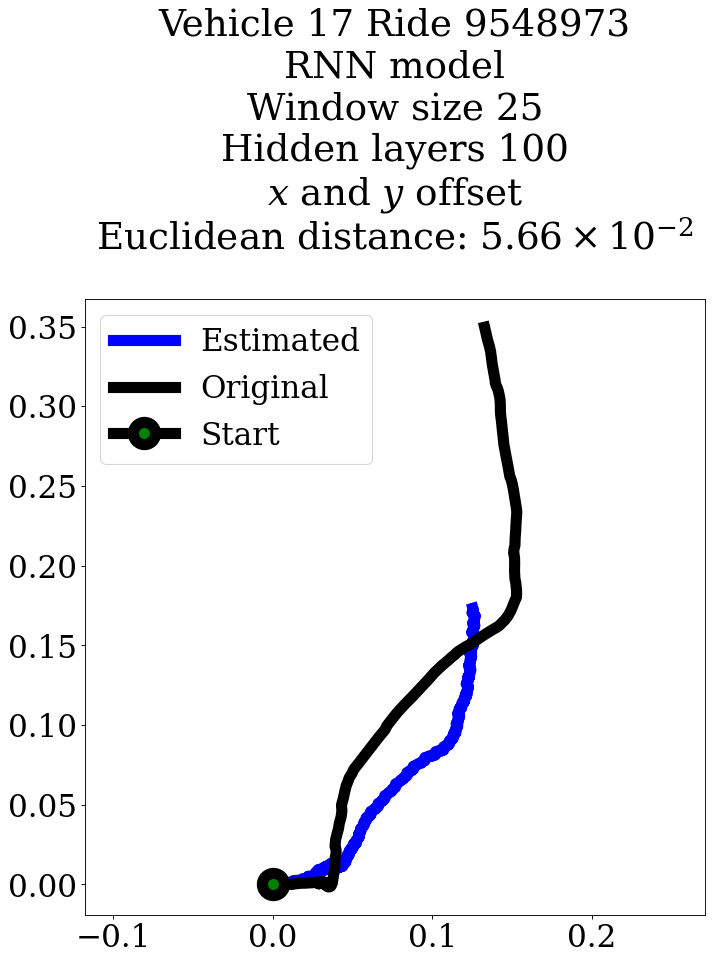 Vehicle 17 Ride 9548973
RNN model
Window size 25
Hidden layers 100
x and y offset
Euclidean distance: 5.66 × 10⁻²
Estimated
Original
Start
0.35
0.30
0.25
0.20
0.15
0.10
0.05
0.00
−0.1 0.0 0.1 0.2